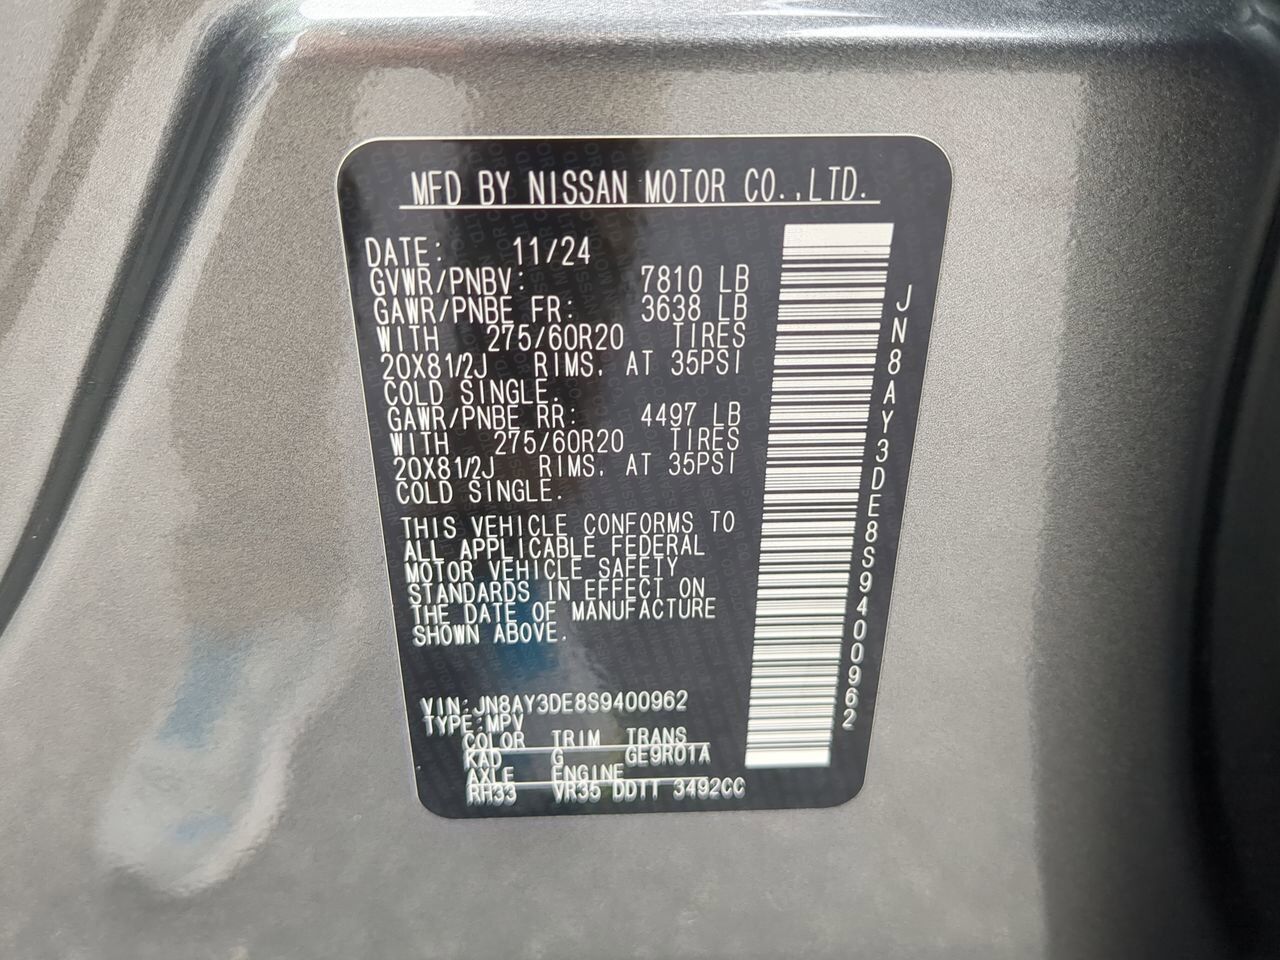 MFD BY NISSAN MOTOR CO.,LTD.
DATE: 11/24
GVWR/PNBV: 7810 LB
GAWR/PNBE FR: 3638 LB
WITH 275/60R20 TIRES
20X81/2J RIMS, AT 35PSI
COLD SINGLE.
GAWR/PNBE RR: 4497 LB
WITH 275/60R20 TIRES
20X81/2J RIMS, AT 35PSI
COLD SINGLE.
THIS VEHICLE CONFORMS TO
ALL APPLICABLE FEDERAL
MOTOR VEHICLE SAFETY
STANDARDS IN EFFECT ON
THE DATE OF MANUFACTURE
SHOWN ABOVE.
VIN:JN8AY3DE8S9400962
TYPE:MPV
COLOR TRIM TRANS
KAD G GE9R01A
AXLE ENGINE
RH33 VR35 DDTT 3492CC
JN8AY3DE8S9400962